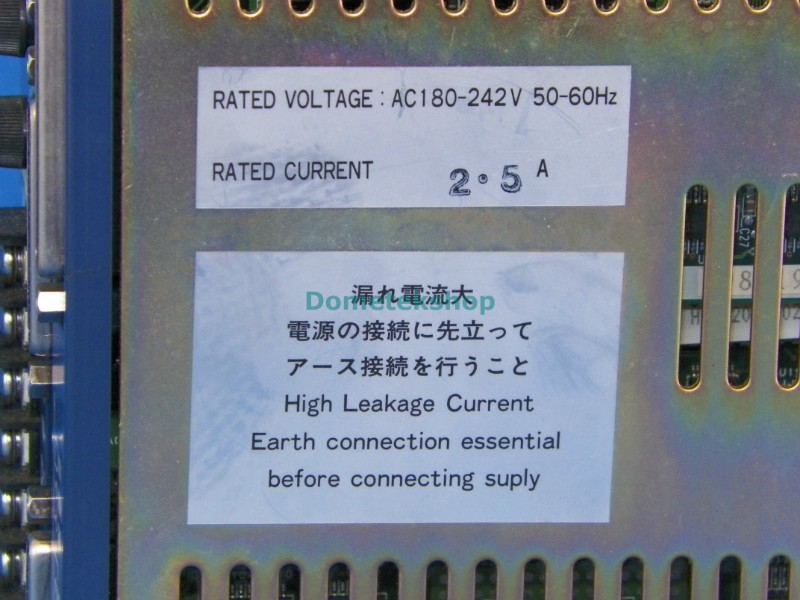 RATED VOLTAGE : AC180-242V 50-60Hz
RATED CURRENT 2.5 A
漏れ電流大
Dometekshop
電源の接続に先立って
アース接続を行うこと
High Leakage Current
Earth connection essential
before connecting suply
C27